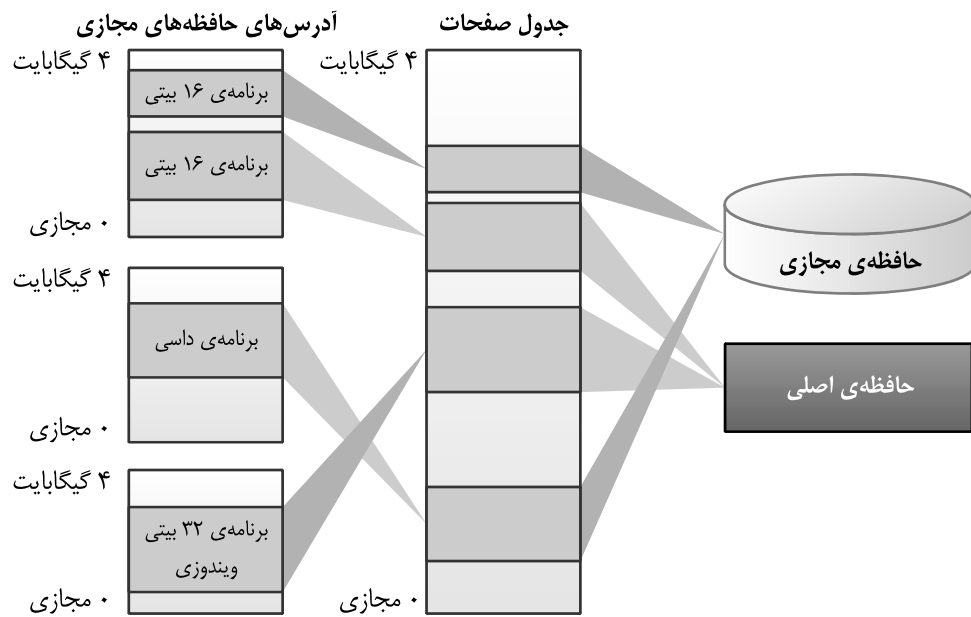 جدول صفحات
آدرس‌های حافظه‌های مجازی
۴ گیگابایت
برنامه‌ی ۱۶ بیتی
برنامه‌ی ۱۶ بیتی
۰ مجازی
۴ گیگابایت
برنامه‌ی داسی
۰ مجازی
۴ گیگابایت
برنامه‌ی ۳۲ بیتی
ویندوزی
۰ مجازی
۴ گیگابایت
۰ مجازی
حافظه‌ی مجازی
حافظه‌ی اصلی